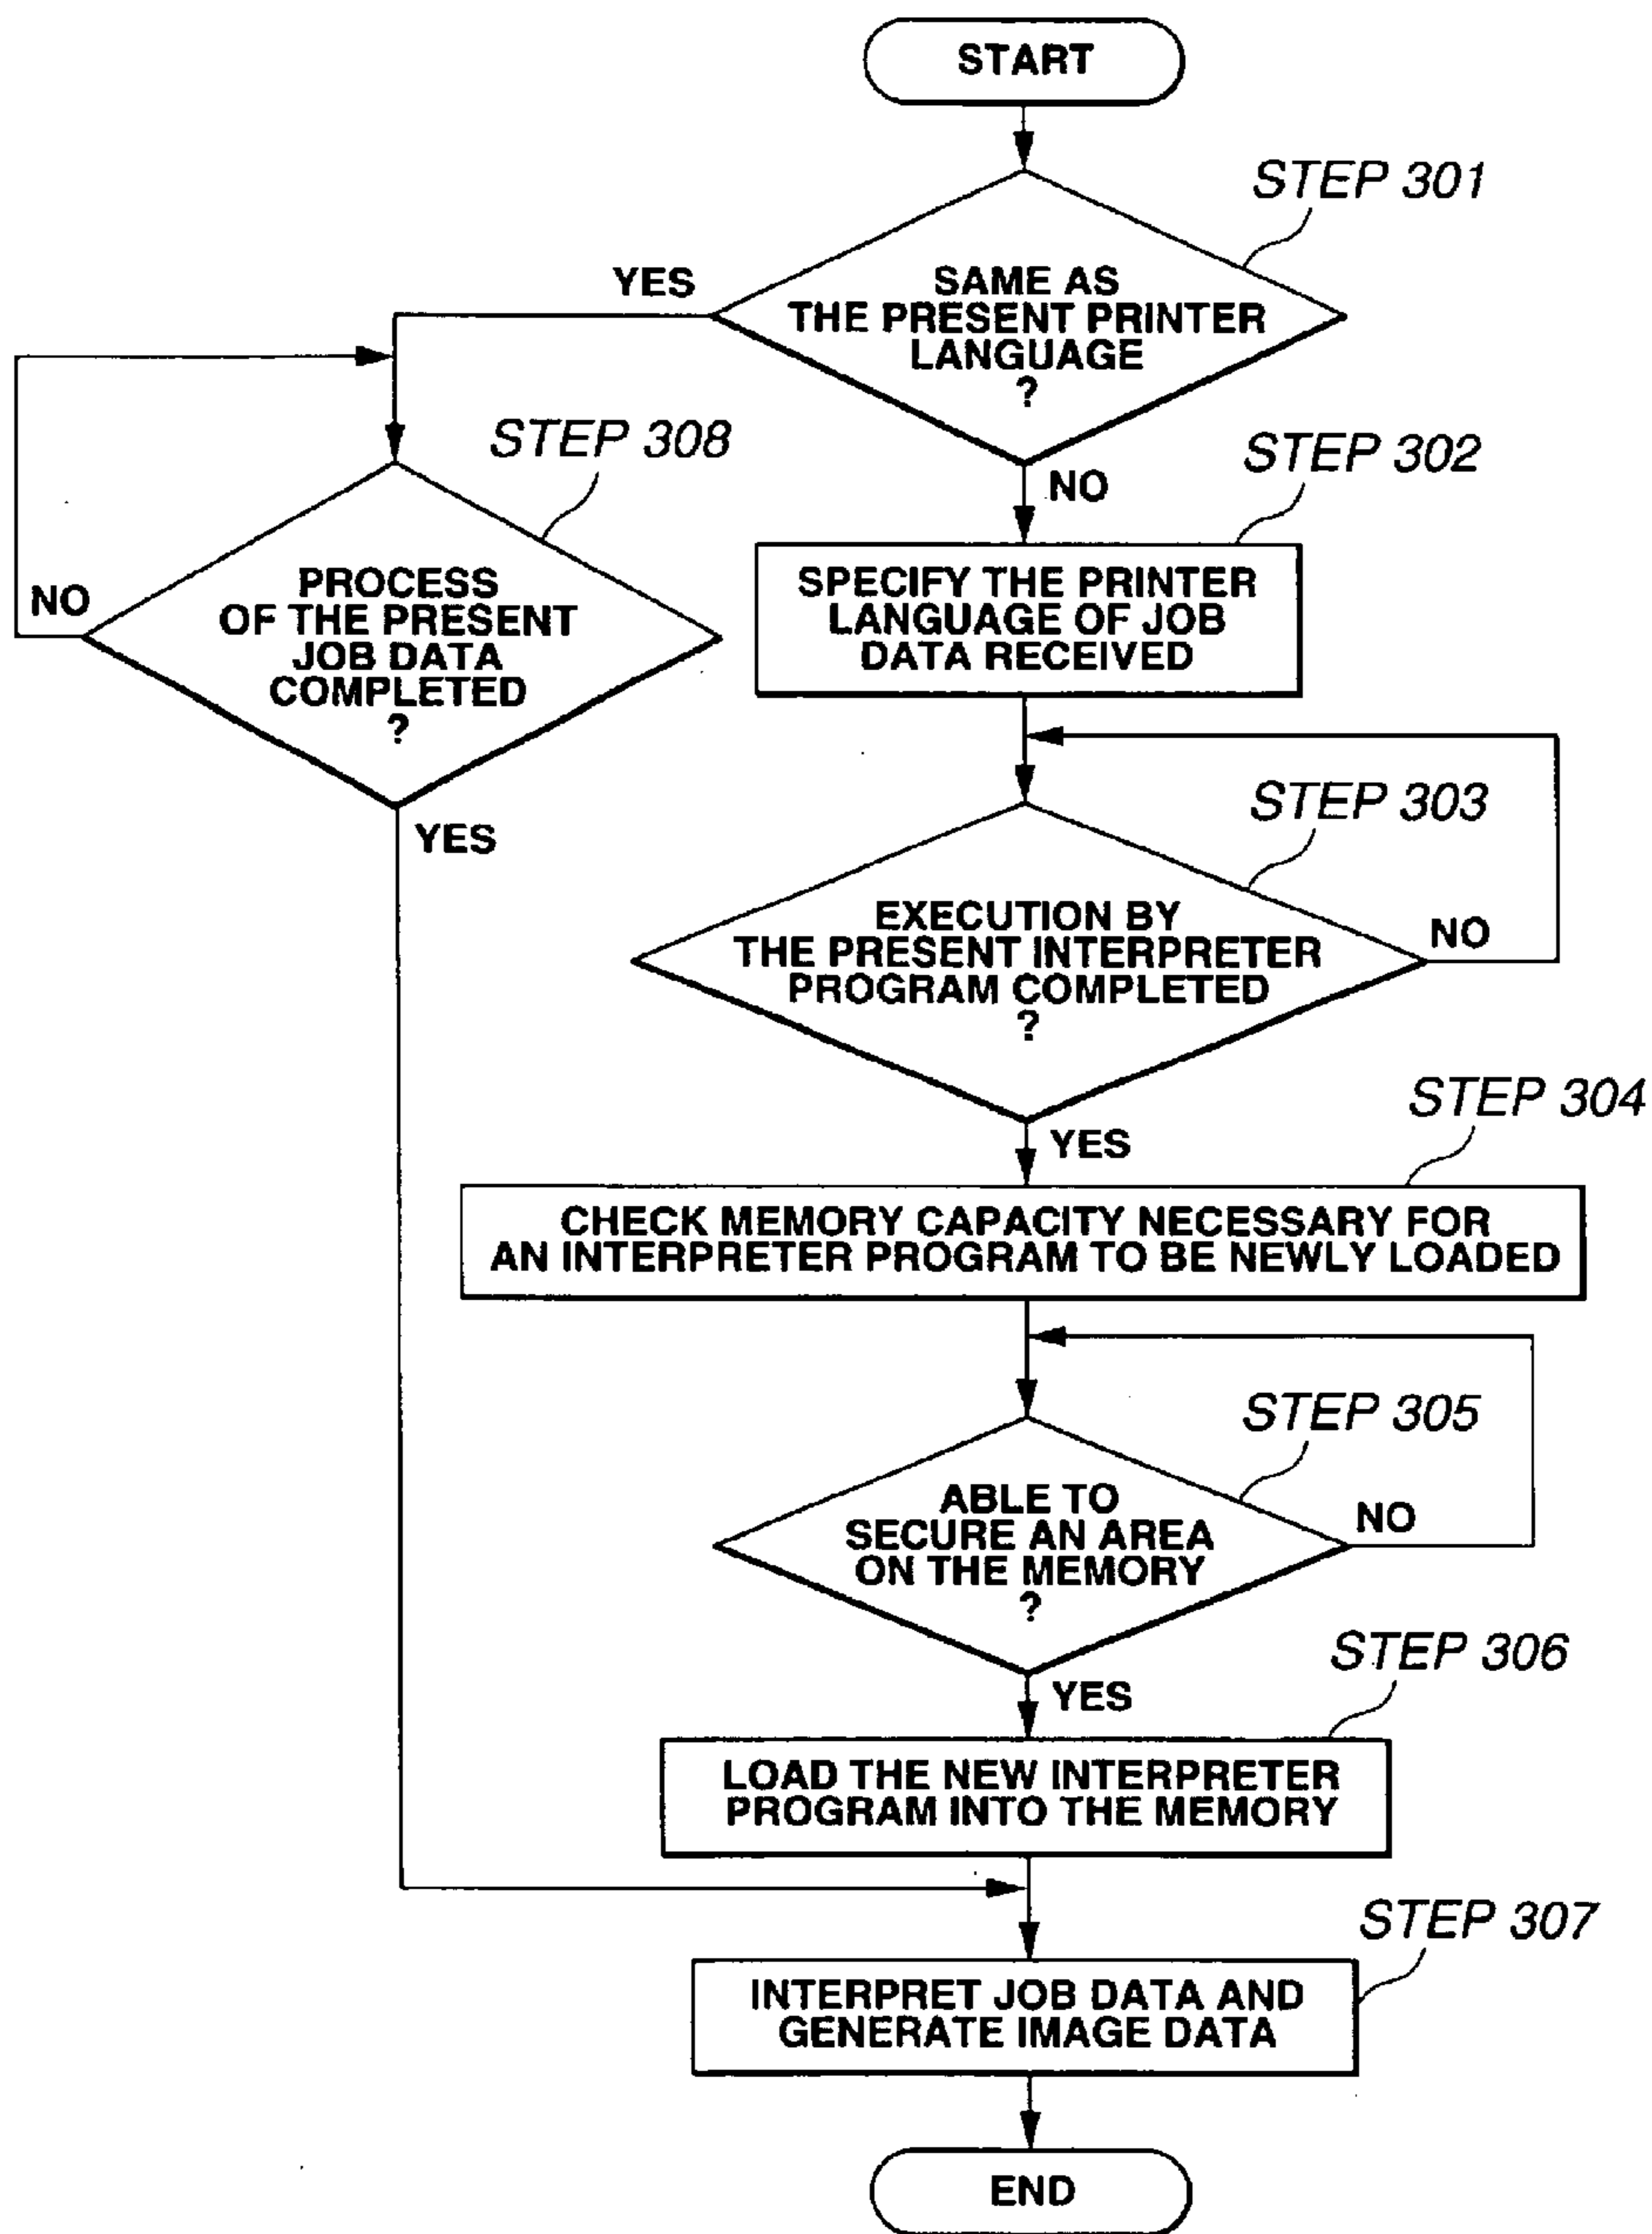 START
STEP 301
YES
SAME AS
THE PRESENT PRINTER
LANGUAGE
?
STEP 308
STEP 302
NO
NO
PROCESS
OF THE PRESENT
JOB DATA
COMPLETED
?
SPECIFY THE PRINTER
LANGUAGE OF JOB
DATA RECEIVED
YES
STEP 303
EXECUTION BY
THE PRESENT INTERPRETER
PROGRAM COMPLETED
?
NO
STEP 304
YES
CHECK MEMORY CAPACITY NECESSARY FOR
AN INTERPRETER PROGRAM TO BE NEWLY LOADED
STEP 305
ABLE TO
SECURE AN AREA
ON THE MEMORY
?
NO
STEP 306
YES
LOAD THE NEW INTERPRETER
PROGRAM INTO THE MEMORY
STEP 307
INTERPRET JOB DATA AND
GENERATE IMAGE DATA
END